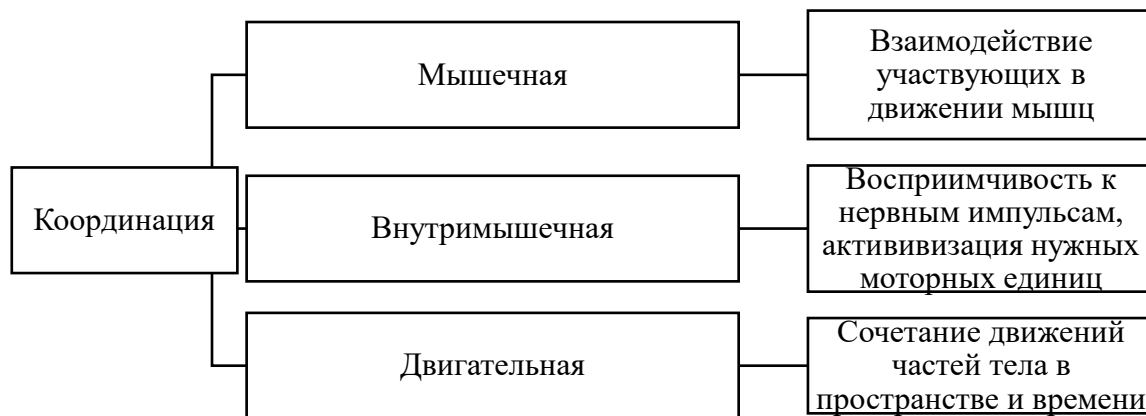 Координация
Мышечная
Взаимодействие
участвующих в
движении мышц
Внутримышечная
Восприимчивость к
нервным импульсам,
актививизация нужных
моторных единиц
Двигательная
Сочетание движений
частей тела в
пространстве и времени